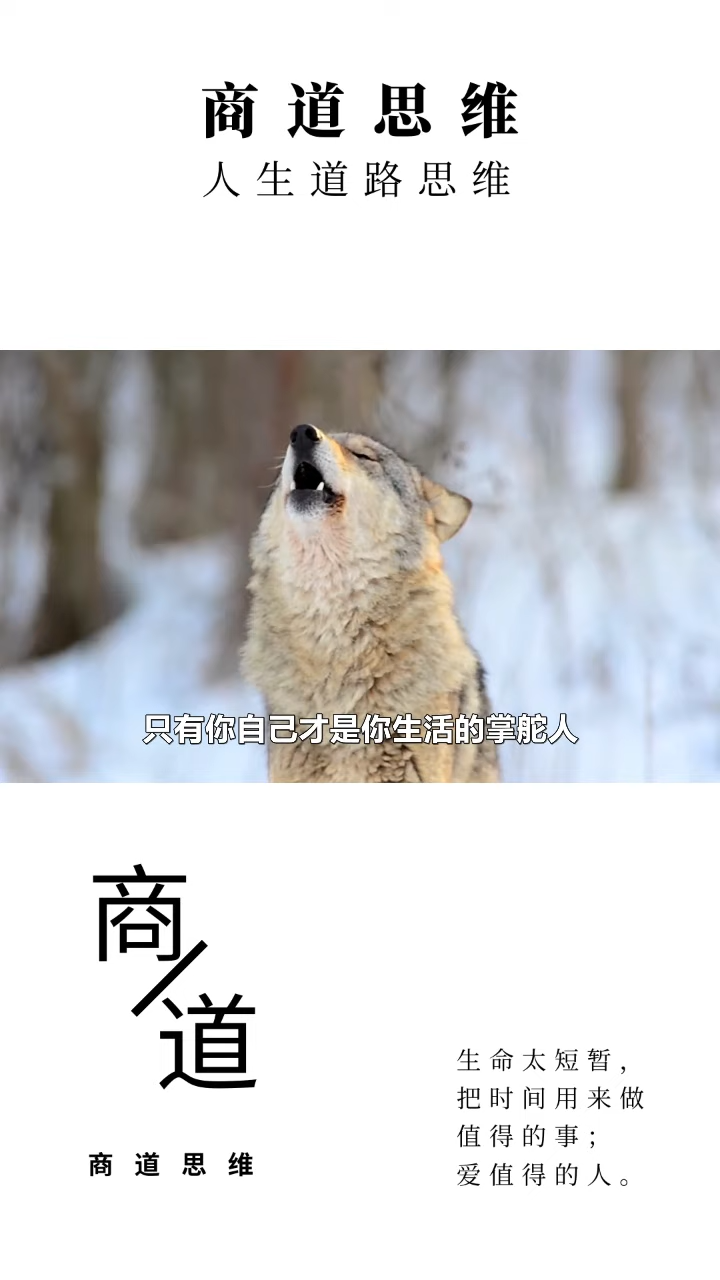 商道思维
人生道路思维
只有你自己才是你生活的掌舵人
商/道
商道思维
生命太短暂，
把时间用来做
值得的事；
爱值得的人。